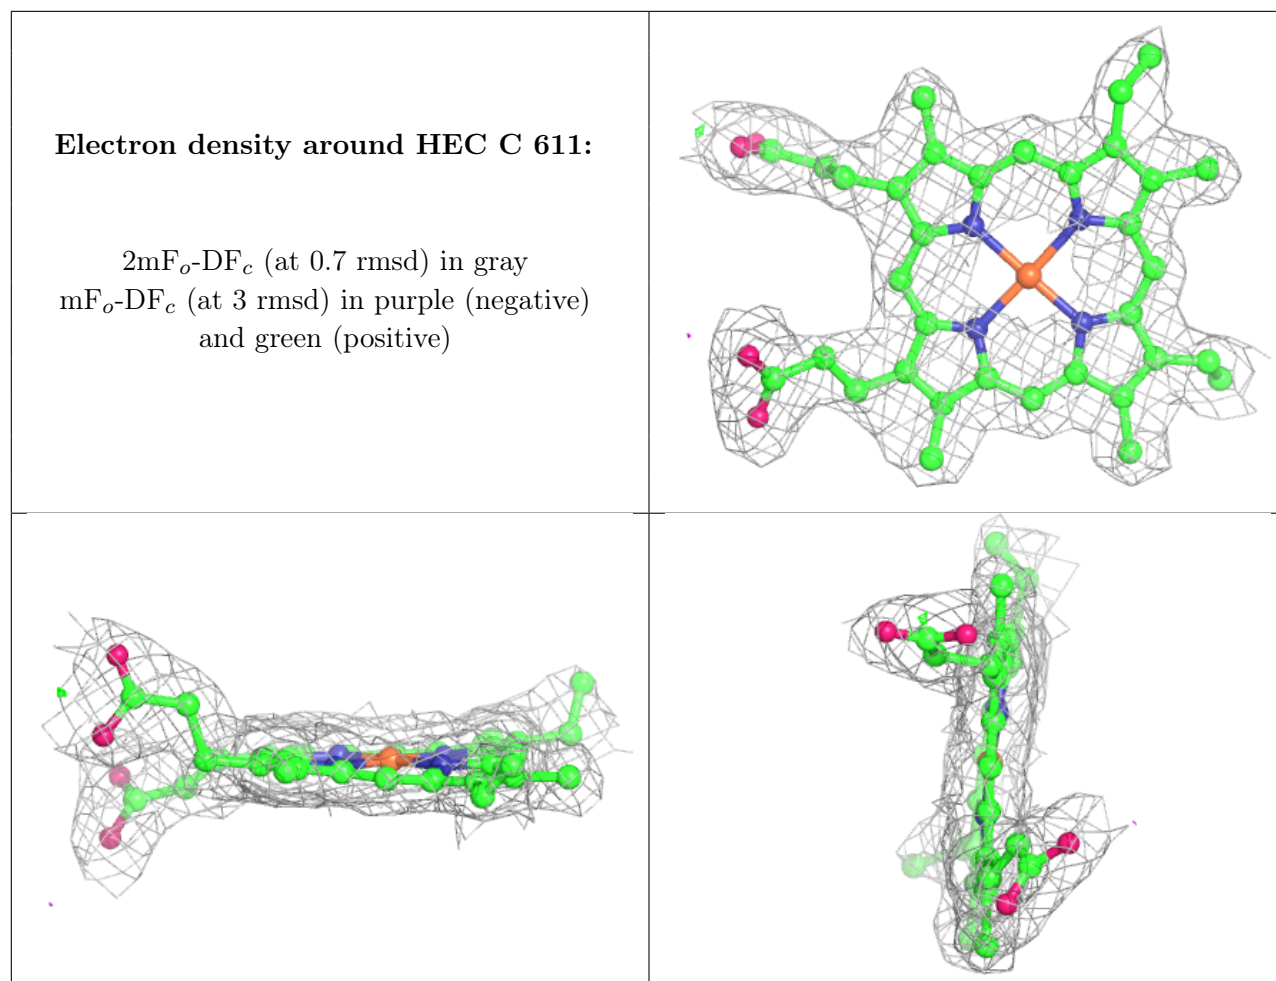 Electron density around HEC C 611:
2mFo-DFc (at 0.7 rmsd) in gray
mFo-DFc (at 3 rmsd) in purple (negative)
and green (positive)